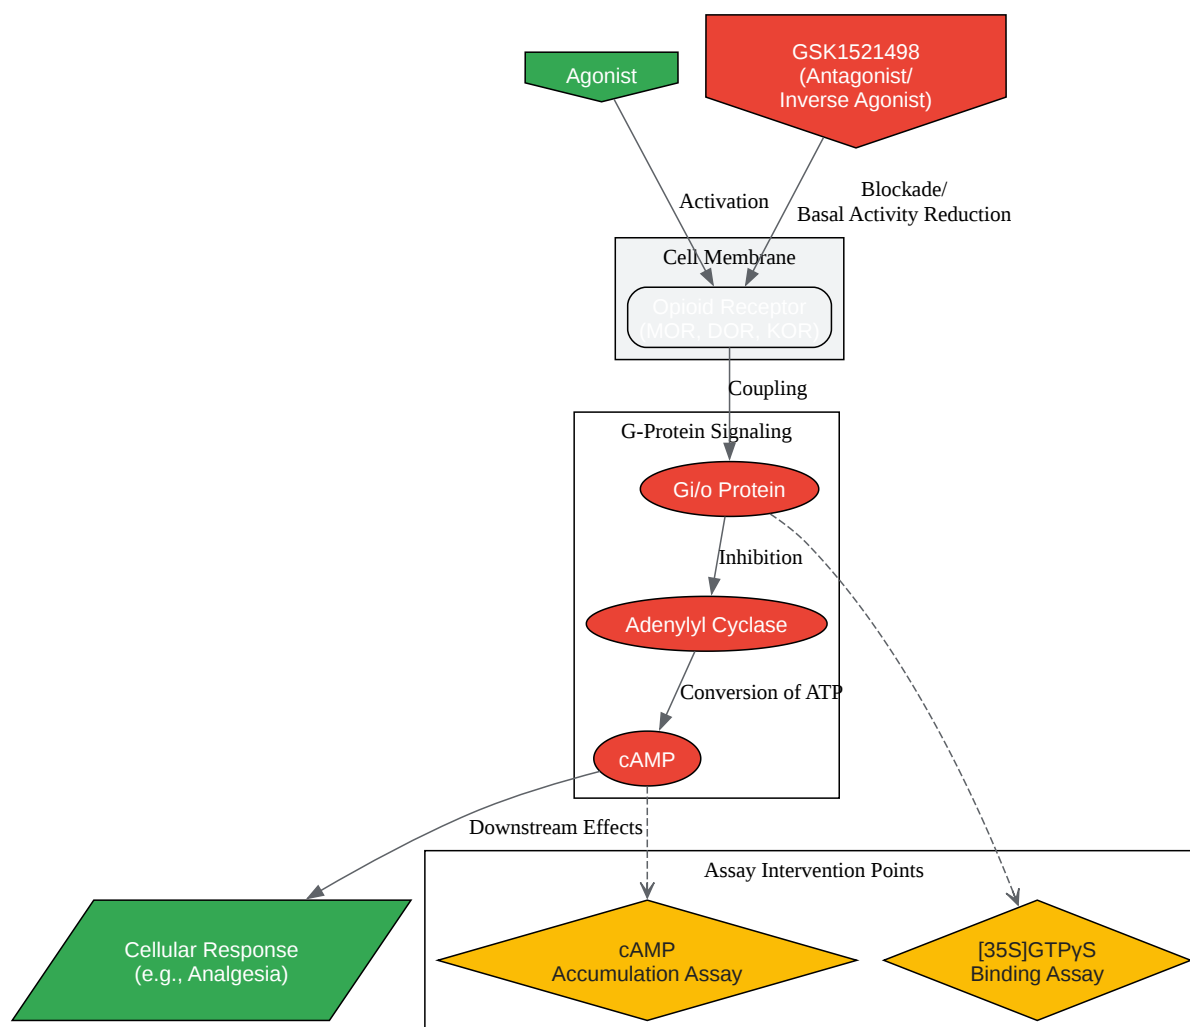 Agonist
GSK1521498
(Antagonist/
Inverse Agonist)
Activation
Blockade/
Basal Activity Reduction
Cell Membrane
Opioid Receptor
(MOR, DOR, KOR)
Coupling
G-Protein Signaling
Gi/o Protein
Inhibition
Adenylyl Cyclase
Conversion of ATP
cAMP
Downstream Effects
Assay Intervention Points
Cellular Response
(e.g., Analgesia)
cAMP
Accumulation Assay
[35S]GTPγS
Binding Assay